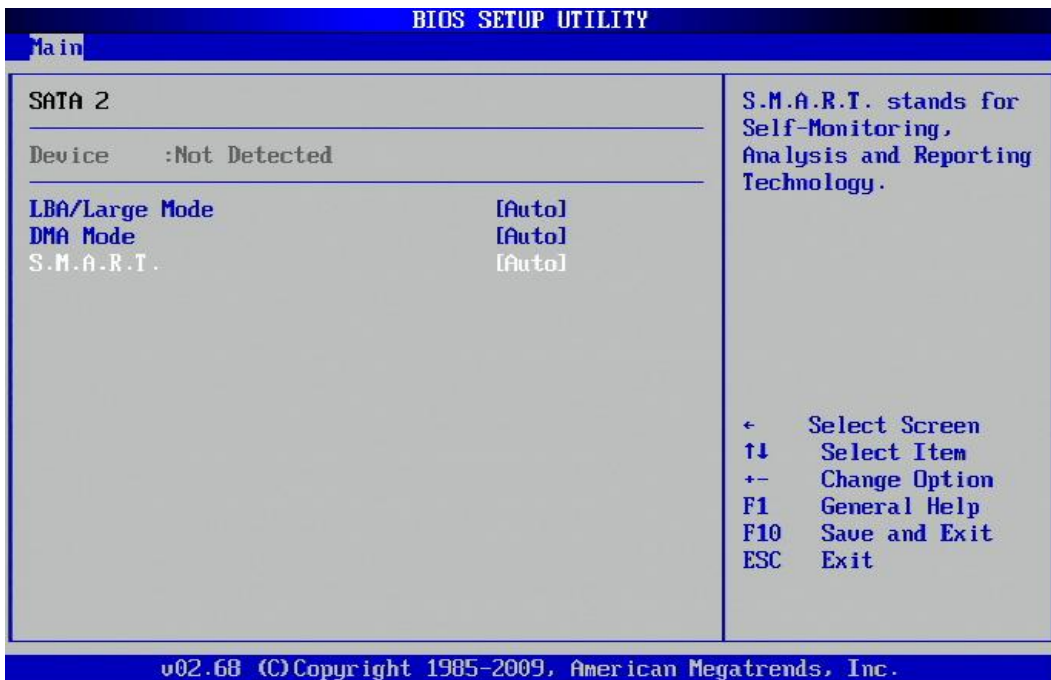 BIOS SETUP UTILITY
Main
SATA 2
Device :Not Detected
LBA/Large Mode [Auto]
DMA Mode [Auto]
S.M.A.R.T. [Auto]
S.M.A.R.T. stands for
Self-Monitoring,
Analysis and Reporting
Technology.
← Select Screen
↑↓ Select Item
+- Change Option
F1 General Help
F10 Save and Exit
ESC Exit
v02.68 (C)Copyright 1985-2009, American Megatrends, Inc.